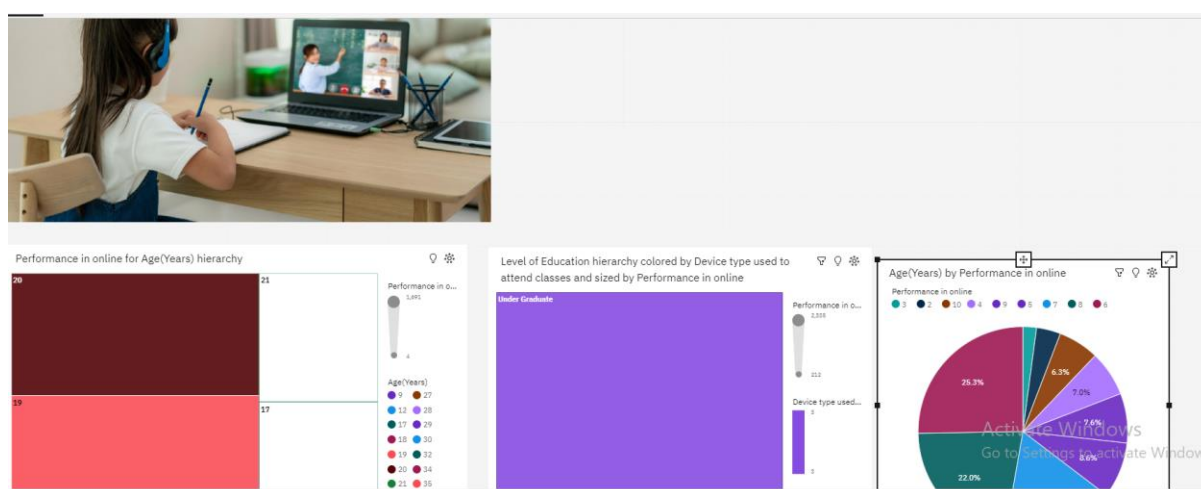 Performance in online for Age(Years) hierarchy
20
21
19
17
Performance in o...
1,691
4
Age(Years)
9
27
12
28
17
29
18
30
19
32
20
34
21
35
Level of Education hierarchy colored by Device type used to
attend classes and sized by Performance in online
Under Graduate
Performance in o...
212
Device type used...
3
3
Age(Years) by Performance in online
Performance in online
3 2 10 4 9 5 7 8 6
25.3%
6.3%
7.0%
7.6%
8.6%
22.0%
Activate Windows
Go to Settings to activate Window